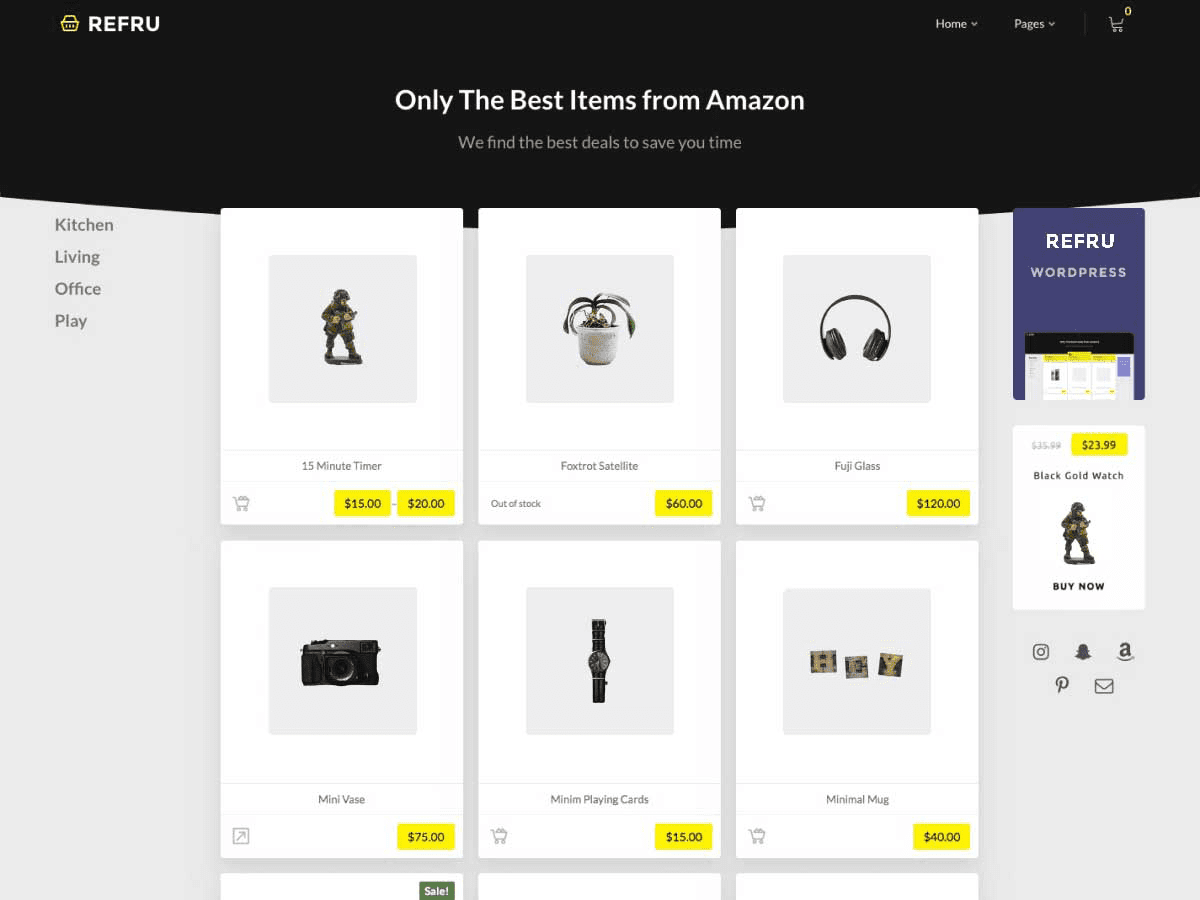 REFRU
Home
Pages
0
Only The Best Items from Amazon
We find the best deals to save you time
Kitchen
Living
Office
Play
15 Minute Timer
$15.00 – $20.00
Foxtrot Satellite
Out of stock
$60.00
Fuji Glass
$120.00
Mini Vase
$75.00
Minim Playing Cards
$15.00
HEY
Minimal Mug
$40.00
Sale!
REFRU
WORDPRESS
$35.99 $23.99
Black Gold Watch
BUY NOW